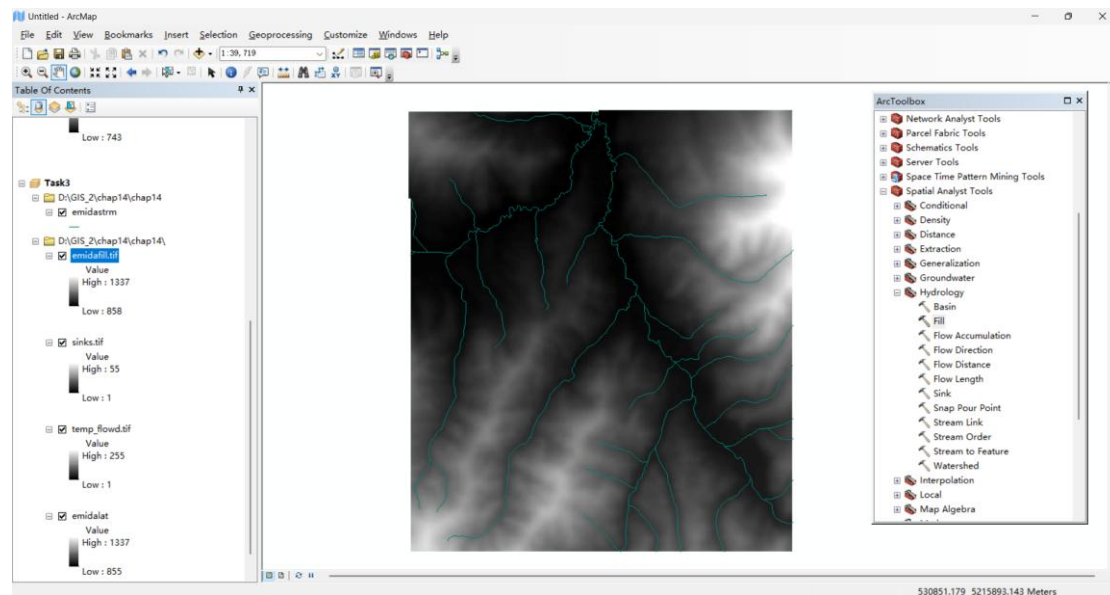 Untitled - ArcMap
File Edit View Bookmarks Insert Selection Geoprocessing Customize Windows Help
1:39,719
Table Of Contents
Low : 743
Task3
D:\GIS_2\chap14\chap14
emidastrm
D:\GIS_2\chap14\chap14\
emidafill.tif
Value
High : 1337
Low : 858
sinks.tif
Value
High : 55
Low : 1
temp_flowd.tif
Value
High : 255
Low : 1
emidalat
Value
High : 1337
Low : 855
ArcToolbox
Network Analyst Tools
Parcel Fabric Tools
Schematics Tools
Server Tools
Space Time Pattern Mining Tools
Spatial Analyst Tools
Conditional
Density
Distance
Extraction
Generalization
Groundwater
Hydrology
Basin
Fill
Flow Accumulation
Flow Direction
Flow Distance
Flow Length
Sink
Snap Pour Point
Stream Link
Stream Order
Stream to Feature
Watershed
Interpolation
Local
Map Algebra
530851.179 5215893.143 Meters